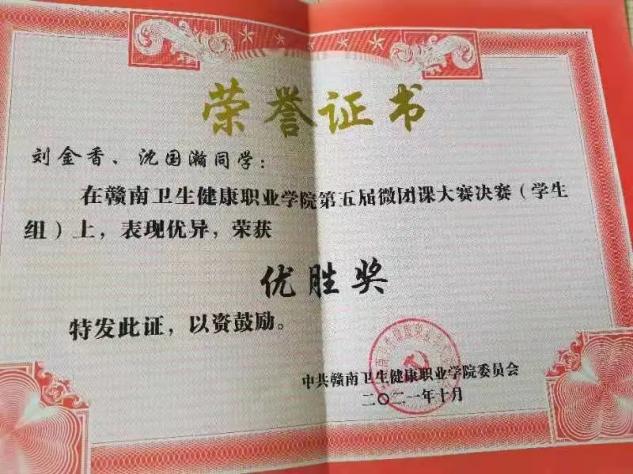 荣誉证书
刘金香、沈国瀚同学：
在赣南卫生健康职业学院第五届微团课大赛决赛（学生
组）上，表现优异，荣获
优胜奖
特发此证，以资鼓励。
中共赣南卫生健康职业学院委员会
二〇二一年十月